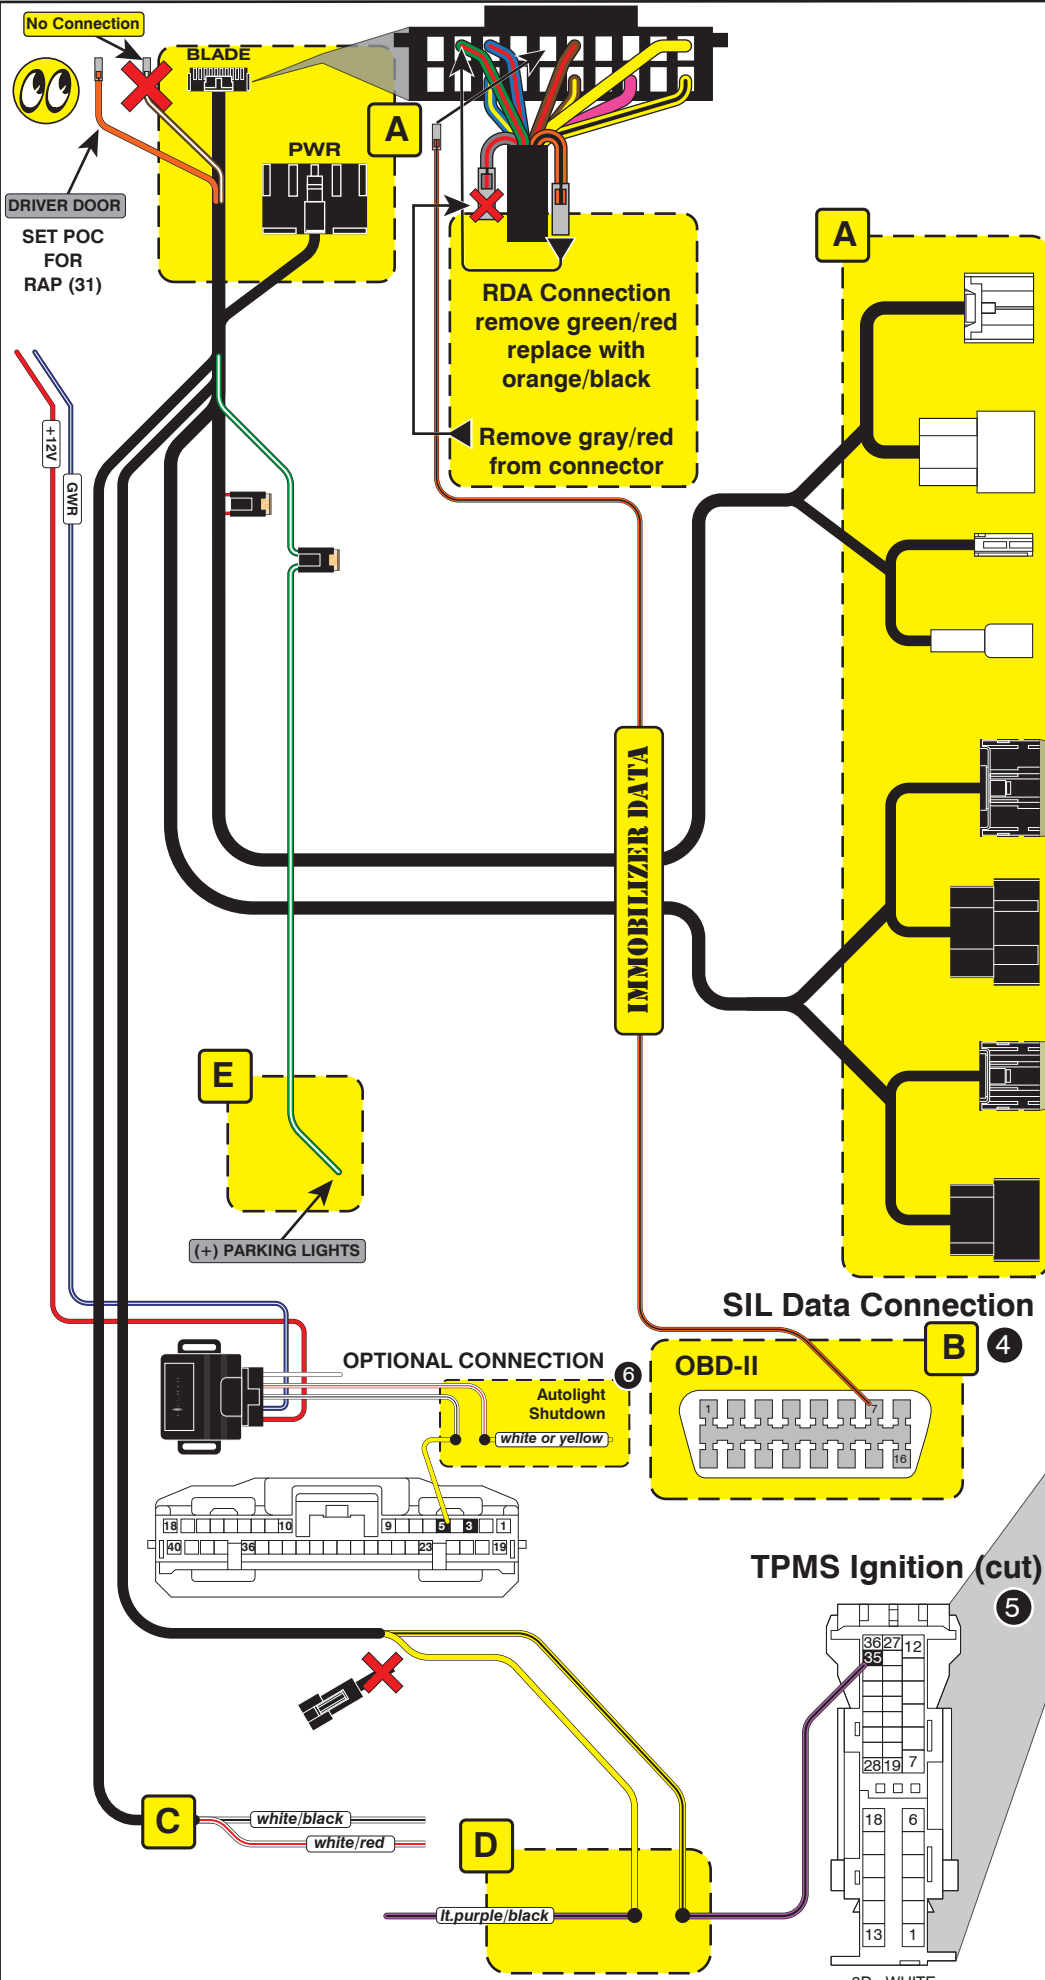 No Connection
BLADE
A
PWR
DRIVER DOOR
SET POC
FOR
RAP (31)
A
RDA Connection
remove green/red
replace with
orange/black
Remove gray/red
from connector
+12V
GWR
IMMOBILIZER DATA
E
(+) PARKING LIGHTS
SIL Data Connection
B
4
OBD-II
1
7
16
OPTIONAL CONNECTION
6
Autolight
Shutdown
white or yellow
18
10
9
5
3
1
40
36
23
19
TPMS Ignition (cut)
5
36
27
12
35
28
19
7
18
6
13
1
C
white/black
white/red
D
lt.purple/black